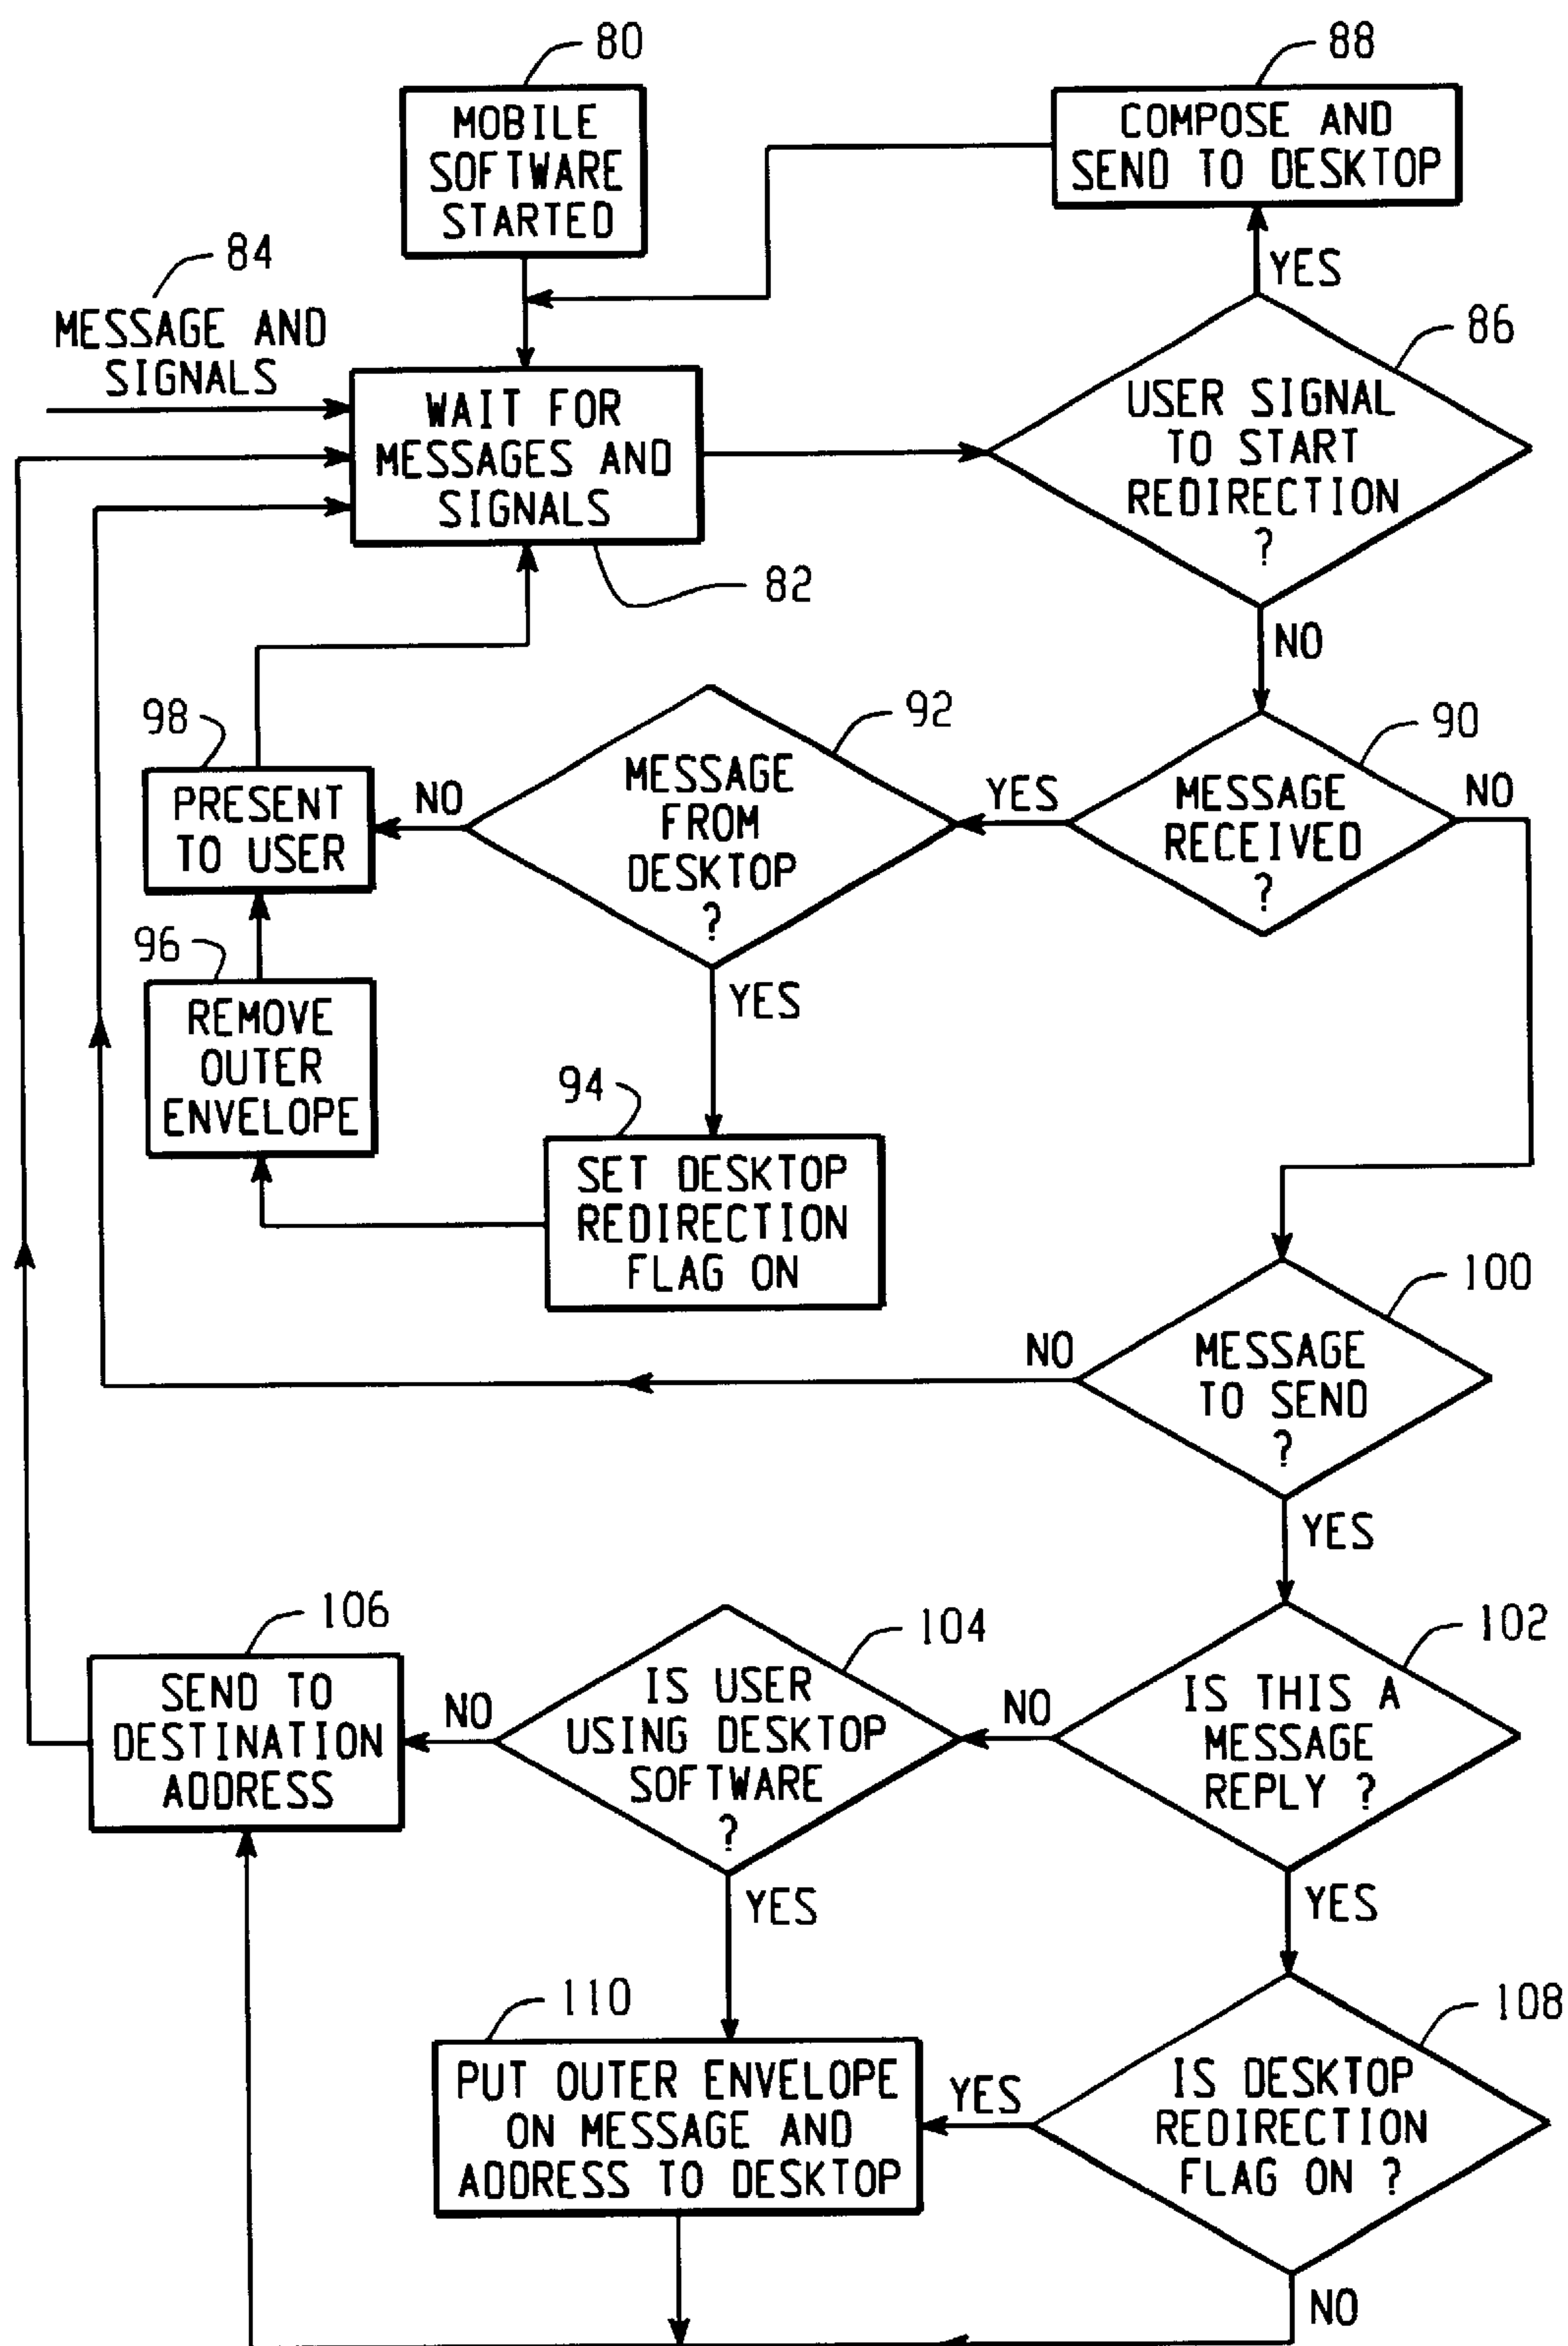 80
MOBILE
SOFTWARE
STARTED
88
COMPOSE AND
SEND TO DESKTOP
YES
84
MESSAGE AND
SIGNALS
WAIT FOR
MESSAGES AND
SIGNALS
82
86
USER SIGNAL
TO START
REDIRECTION
?
NO
90
MESSAGE
RECEIVED
?
NO
YES
92
MESSAGE
FROM
DESKTOP
?
NO
98
PRESENT
TO USER
96
REMOVE
OUTER
ENVELOPE
YES
94
SET DESKTOP
REDIRECTION
FLAG ON
100
MESSAGE
TO SEND
?
NO
YES
102
IS THIS A
MESSAGE
REPLY ?
NO
104
IS USER
USING DESKTOP
SOFTWARE
?
NO
106
SEND TO
DESTINATION
ADDRESS
YES
YES
108
IS DESKTOP
REDIRECTION
FLAG ON ?
YES
110
PUT OUTER ENVELOPE
ON MESSAGE AND
ADDRESS TO DESKTOP
NO